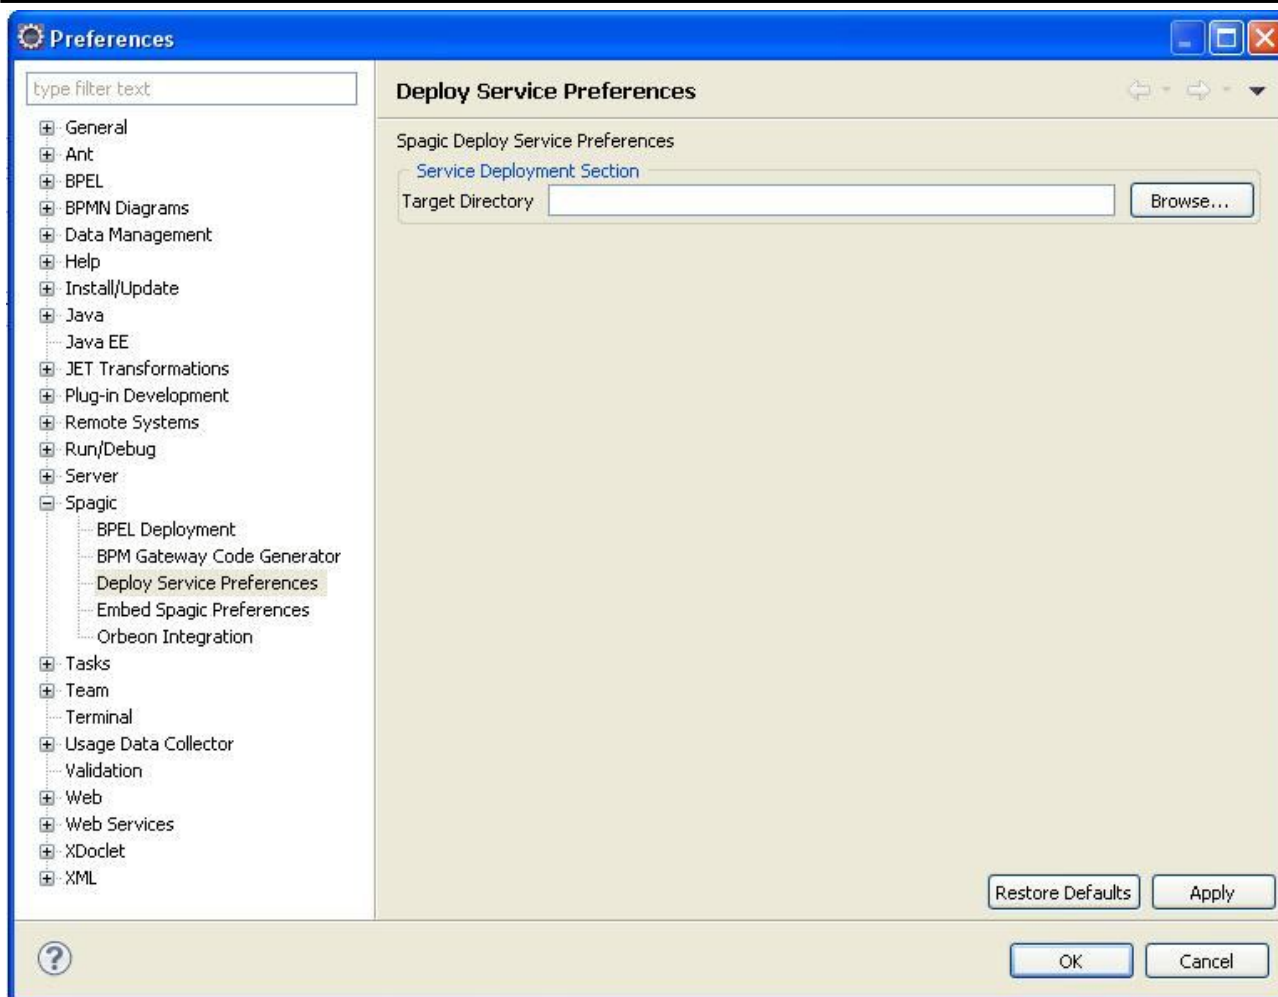 Preferences
type filter text
General
Ant
BPEL
BPMN Diagrams
Data Management
Help
Install/Update
Java
Java EE
JET Transformations
Plug-in Development
Remote Systems
Run/Debug
Server
Spagic
BPEL Deployment
BPM Gateway Code Generator
Deploy Service Preferences
Embed Spagic Preferences
Orbeon Integration
Tasks
Team
Terminal
Usage Data Collector
Validation
Web
Web Services
XDoclet
XML
Deploy Service Preferences
Spagic Deploy Service Preferences
Service Deployment Section
Target Directory Browse...
Restore Defaults Apply
? OK Cancel